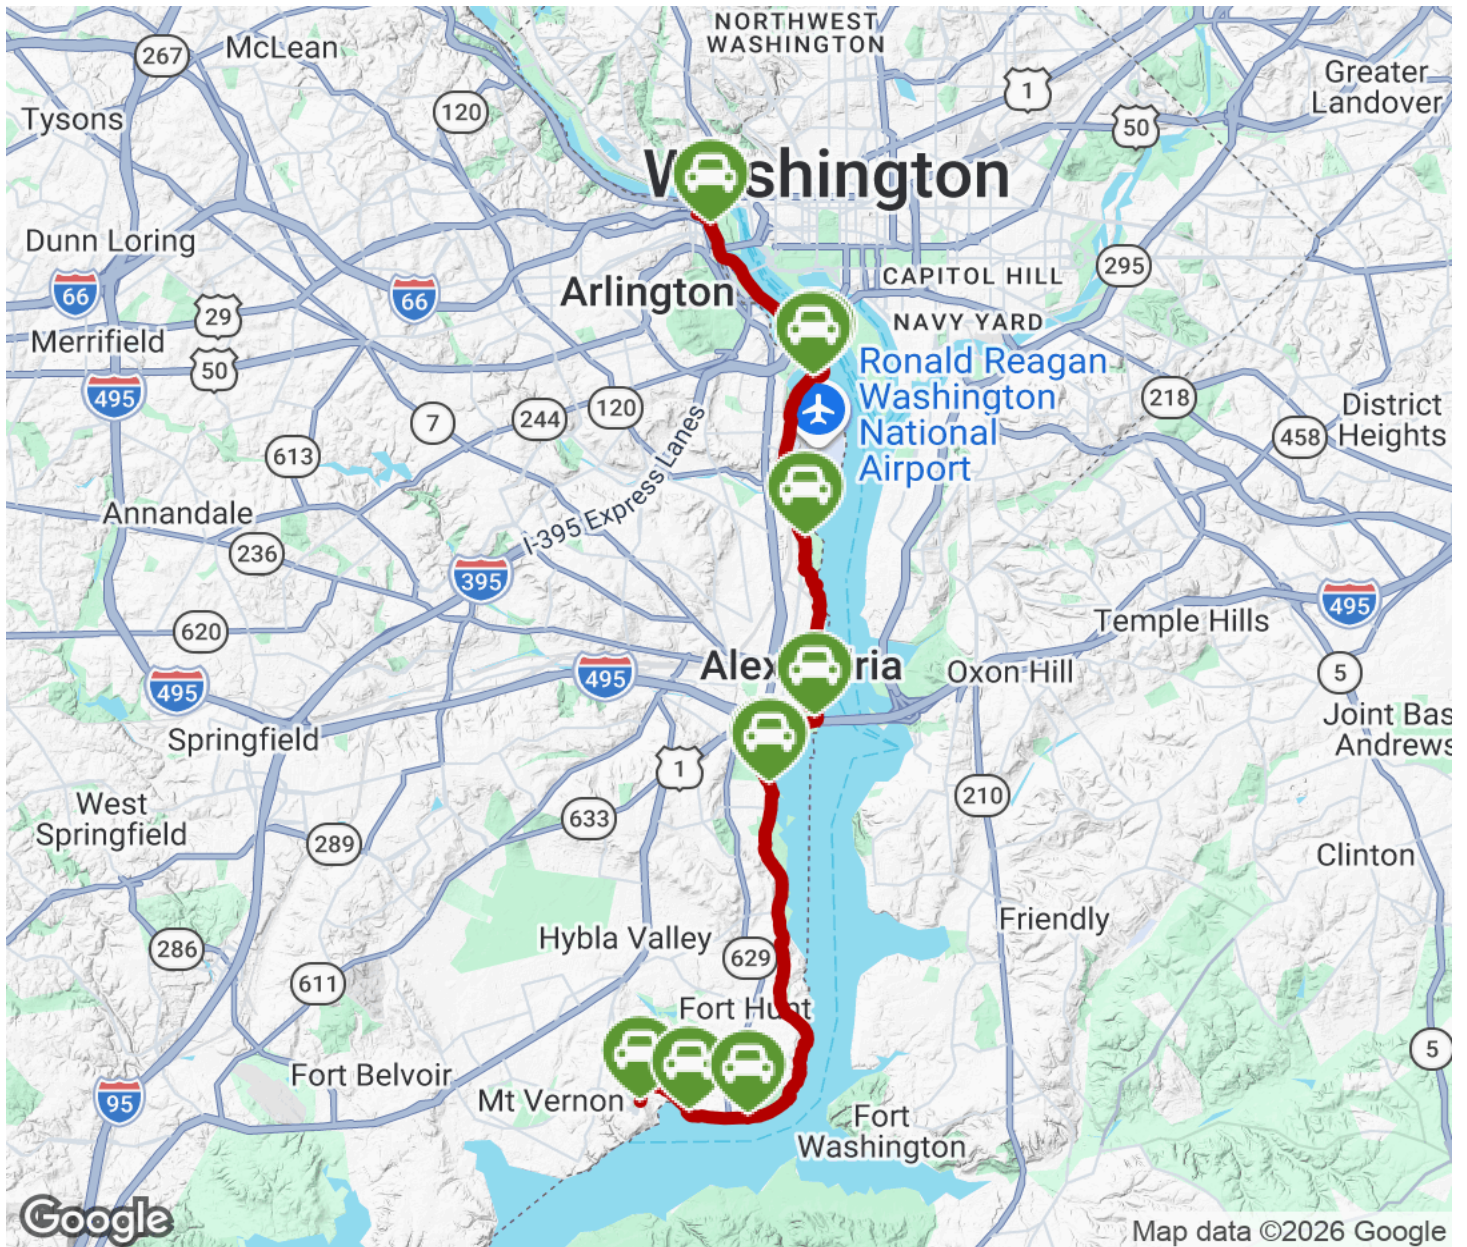 NORTHWEST
WASHINGTON
McLean
267
1
Greater
Landover
120
50
Tysons
Washington
Dunn Loring
295
CAPITOL HILL
66
66
Arlington
29
NAVY YARD
Merrifield
50
Ronald Reagan
Washington
National
Airport
495
218
District
Heights
120
244
7
458
613
I-395 Express Lanes
Annandale
236
395
495
Temple Hills
620
Alexandria
Oxon Hill
5
495
495
Joint Bas
Andrews
Springfield
1
210
West
Springfield
633
289
Clinton
Friendly
Hybla Valley
286
629
611
Fort Hunt
5
Fort Belvoir
95
Mt Vernon
Fort
Washington
Google
Map data ©2026 Google